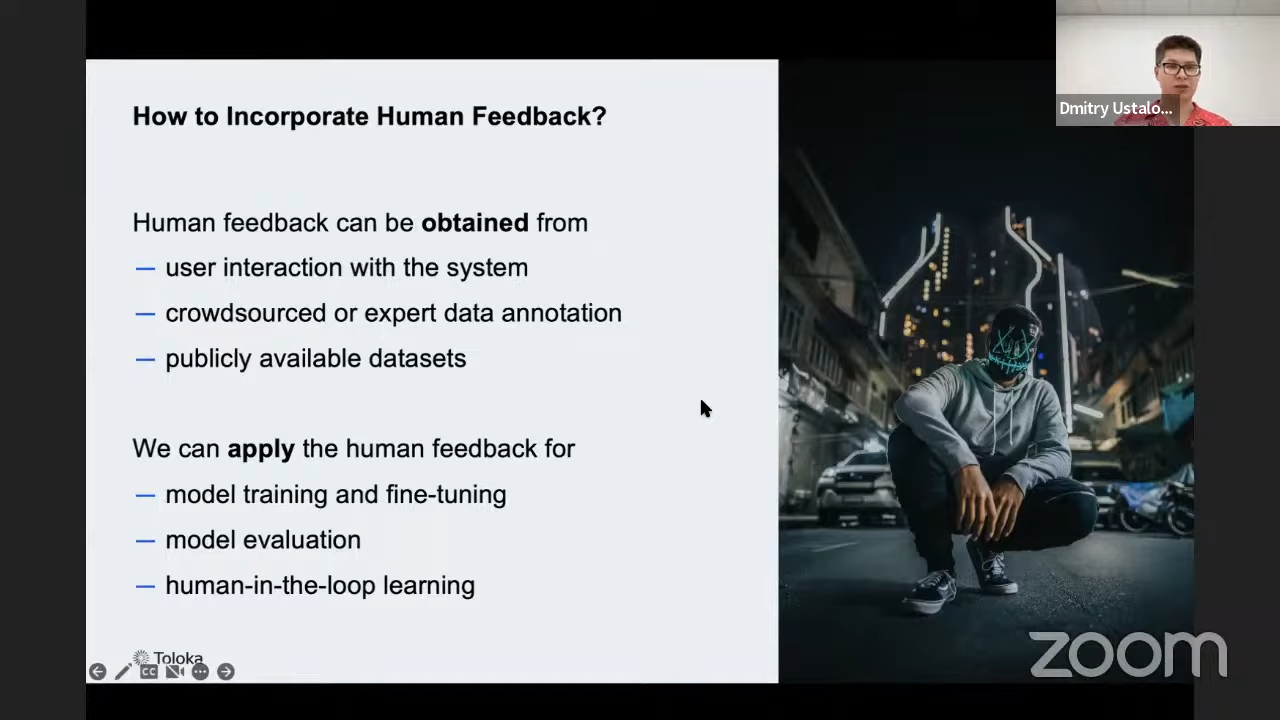 How to Incorporate Human Feedback?
Dmitry Ustalo...
Human feedback can be obtained from
— user interaction with the system
— crowdsourced or expert data annotation
— publicly available datasets
We can apply the human feedback for
— model training and fine-tuning
— model evaluation
— human-in-the-loop learning
Toloka
CC
zoom